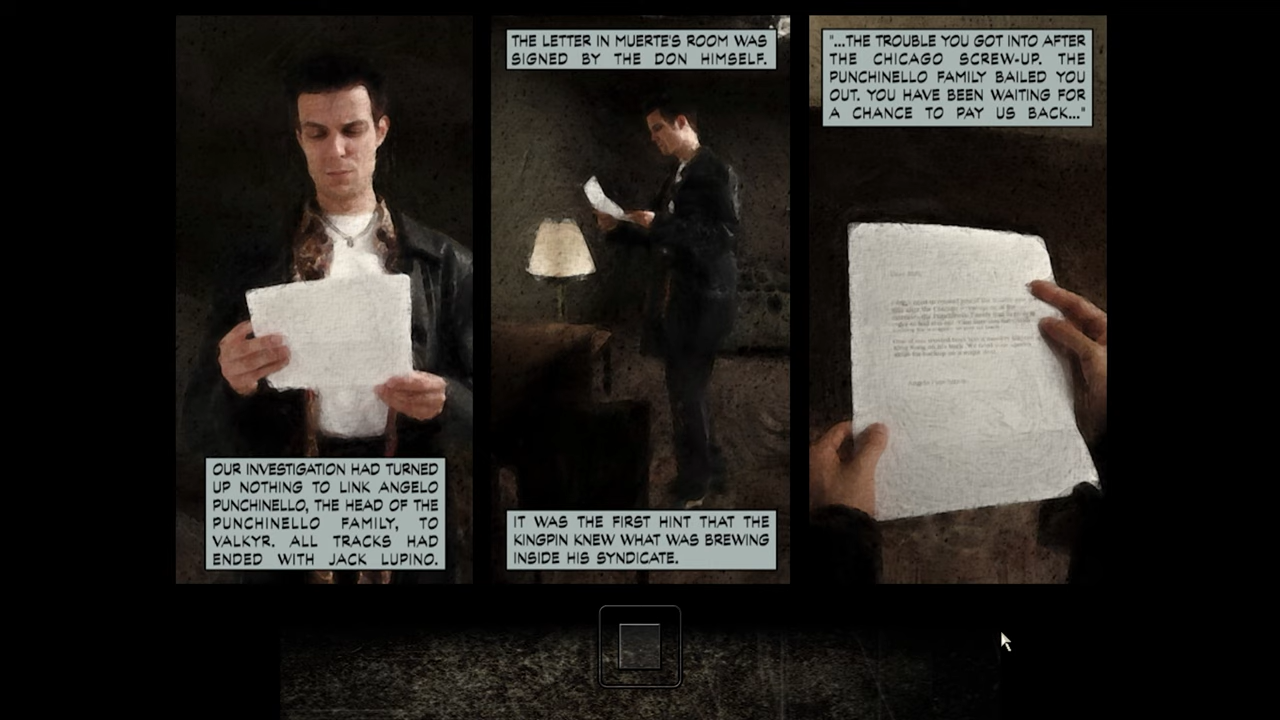 OUR INVESTIGATION HAD TURNED
UP NOTHING TO LINK ANGELO
PUNCHINELLO, THE HEAD OF THE
PUNCHINELLO FAMILY, TO
VALKYR. ALL TRACKS HAD
ENDED WITH JACK LUPINO.
THE LETTER IN MUERTE'S ROOM WAS
SIGNED BY THE DON HIMSELF.
IT WAS THE FIRST HINT THAT THE
KINGPIN KNEW WHAT WAS BREWING
INSIDE HIS SYNDICATE.
"...THE TROUBLE YOU GOT INTO AFTER
THE CHICAGO SCREW-UP. THE
PUNCHINELLO FAMILY BAILED YOU
OUT. YOU HAVE BEEN WAITING FOR
A CHANCE TO PAY US BACK..."